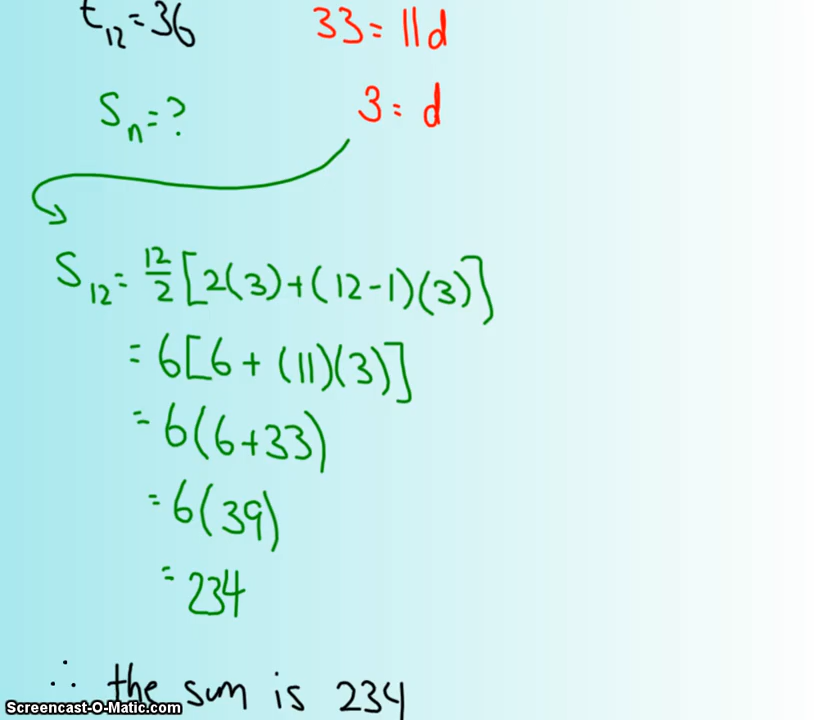 t₁₂ = 36
33 = 11d
Sₙ = ?
3 = d
S₁₂ = 12/2 [2(3)+(12-1)(3)]
= 6[6 + (11)(3)]
= 6(6+33)
= 6(39)
= 234
∴ the sum is 234
Screencast-O-Matic.com